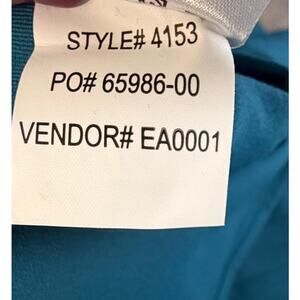 STYLE# 4153
PO# 65986-00
VENDOR# EA0001